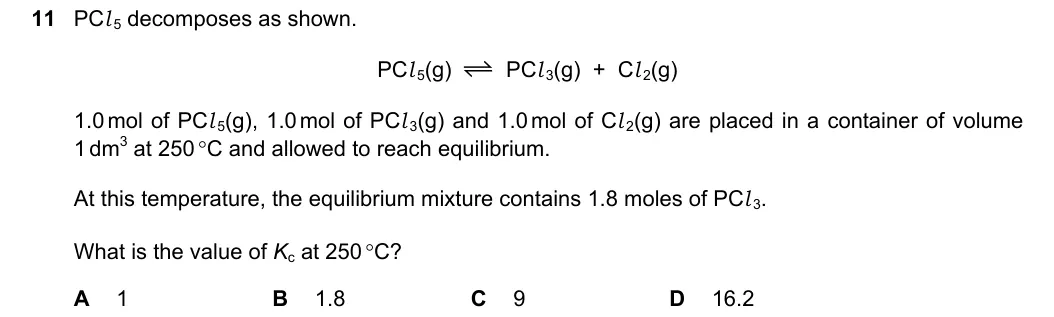 11 PCl₅ decomposes as shown.
PCl₅(g) ⇌ PCl₃(g) + Cl₂(g)
1.0 mol of PCl₅(g), 1.0 mol of PCl₃(g) and 1.0 mol of Cl₂(g) are placed in a container of volume
1 dm³ at 250 °C and allowed to reach equilibrium.
At this temperature, the equilibrium mixture contains 1.8 moles of PCl₃.
What is the value of K꜀ at 250 °C?
A 1 B 1.8 C 9 D 16.2